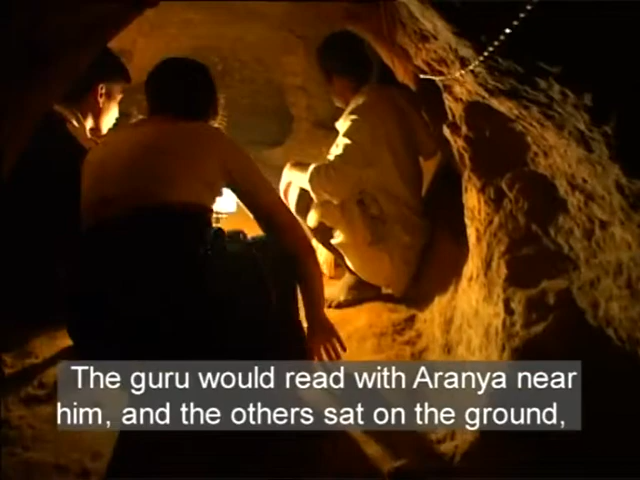 The guru would read with Aranya near
him, and the others sat on the ground,